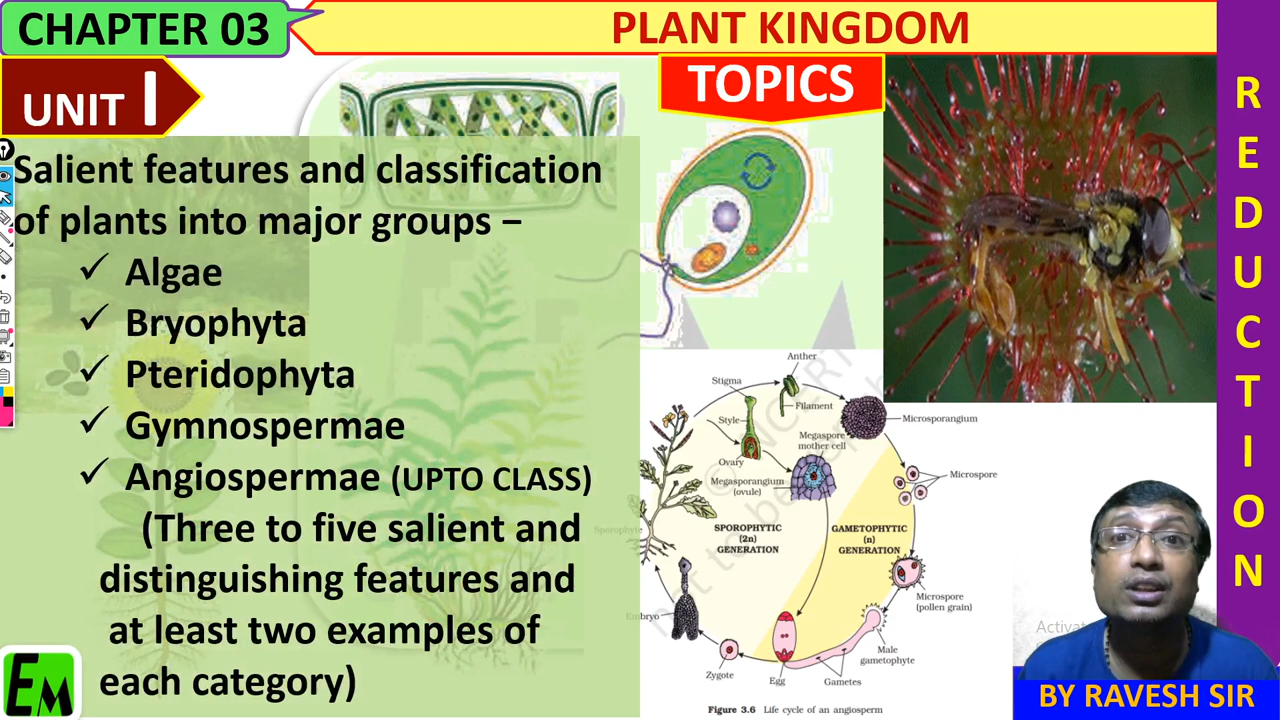 CHAPTER 03
PLANT KINGDOM
UNIT I
TOPICS
Salient features and classification
of plants into major groups –
✓ Algae
✓ Bryophyta
✓ Pteridophyta
✓ Gymnospermae
✓ Angiospermae (UPTO CLASS)
(Three to five salient and
distinguishing features and
at least two examples of
each category)
Anther
Stigma
Filament
Style
Microsporangium
Megaspore
mother cell
Ovary
Microspore
Megasporangium
(ovule)
SPOROPHYTIC
(2n)
GENERATION
GAMETOPHYTIC
(n)
GENERATION
Sporophyte
Microspore
(pollen grain)
Embryo
Male
gametophyte
Zygote
Egg
Gametes
Figure 3.6 Life cycle of an angiosperm
R
E
D
U
C
T
I
O
N
EM
BY RAVESH SIR